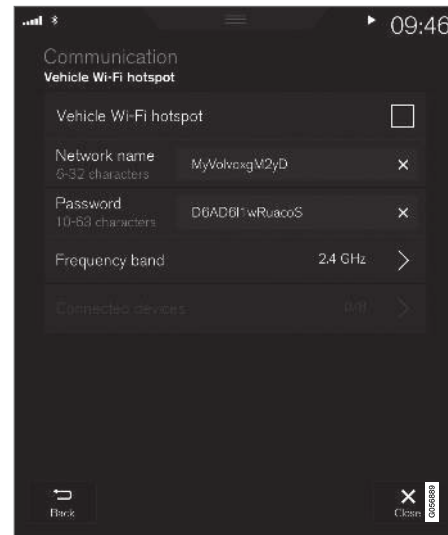 09:46
Communication
Vehicle Wi-Fi hotspot
Vehicle Wi-Fi hotspot
Network name
6-32 characters
MyVolvoxgM2yD
Password
10-63 characters
D6AD6l1wRuacoS
Frequency band
2.4 GHz
Connected devices
Back
Close
G056889